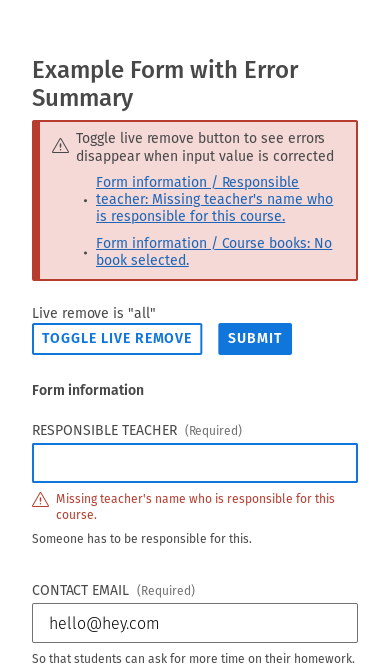 Example Form with Error
Summary
Toggle live remove button to see errors
disappear when input value is corrected
Form information / Responsible
teacher: Missing teacher's name who
is responsible for this course.
Form information / Course books: No
book selected.
Live remove is "all"
TOGGLE LIVE REMOVE SUBMIT
Form information
RESPONSIBLE TEACHER (Required)
Missing teacher's name who is responsible for this
course.
Someone has to be responsible for this.
CONTACT EMAIL (Required)
hello@hey.com
So that students can ask for more time on their homework.